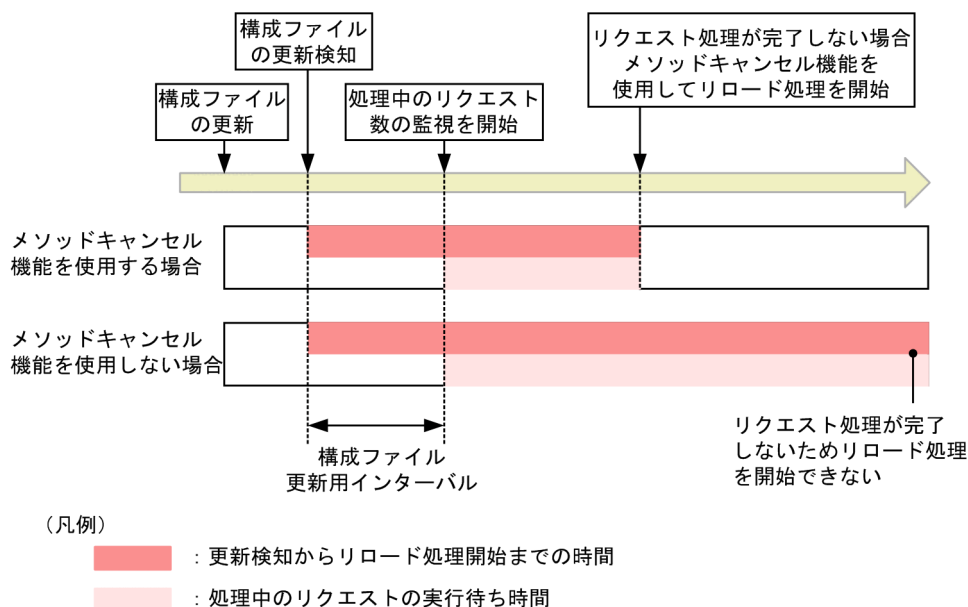 構成ファイル
の更新検知
リクエスト処理が完了しない場合
メソッドキャンセル機能を
使用してリロード処理を開始
構成ファイル
の更新
処理中のリクエスト
数の監視を開始
メソッドキャンセル
機能を使用する場合
メソッドキャンセル
機能を使用しない場合
リクエスト処理が完了
しないためリロード処理
を開始できない
構成ファイル
更新用インターバル
（凡例）
：更新検知からリロード処理開始までの時間
：処理中のリクエストの実行待ち時間